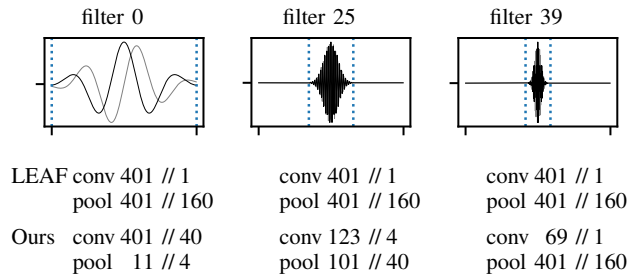 filter 0 filter 25 filter 39
LEAF conv 401 // 1 conv 401 // 1 conv 401 // 1
pool 401 // 160 pool 401 // 160 pool 401 // 160
Ours conv 401 // 40 conv 123 // 4 conv 69 // 1
pool 11 // 4 pool 101 // 40 pool 401 // 160